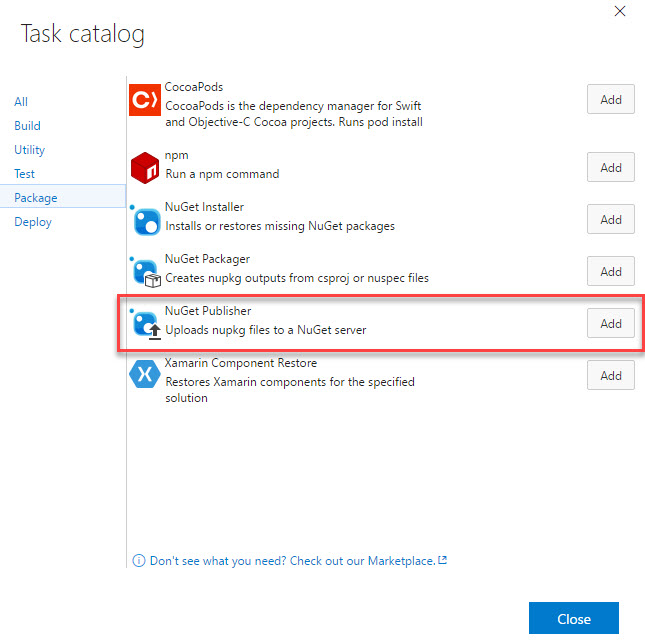 Task catalog
All
Build
Utility
Test
Package
Deploy
CocoaPods
CocoaPods is the dependency manager for Swift
and Objective-C Cocoa projects. Runs pod install
Add
npm
Run a npm command
Add
NuGet Installer
Installs or restores missing NuGet packages
Add
NuGet Packager
Creates nupkg outputs from csproj or nuspec files
Add
NuGet Publisher
Uploads nupkg files to a NuGet server
Add
Xamarin Component Restore
Restores Xamarin components for the specified
solution
Add
Don't see what you need? Check out our Marketplace.
Close